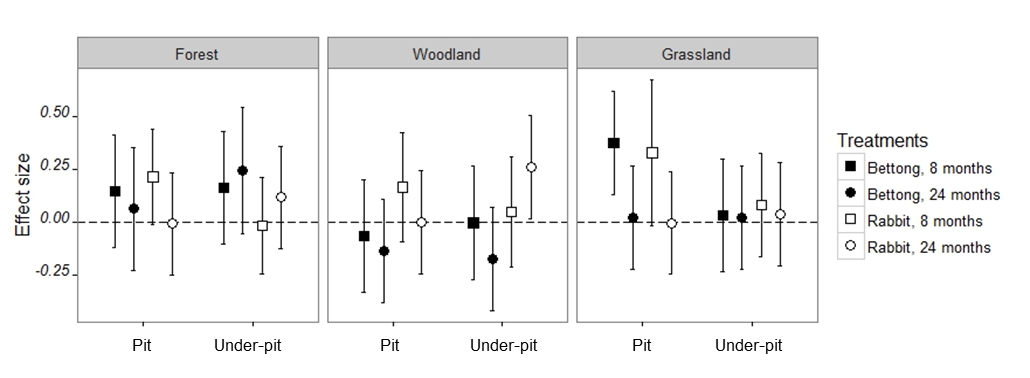 Forest
Woodland
Grassland
Effect size
0.50
0.25
0.00
-0.25
Pit
Under-pit
Pit
Under-pit
Pit
Under-pit
Treatments
Bettong, 8 months
Bettong, 24 months
Rabbit, 8 months
Rabbit, 24 months